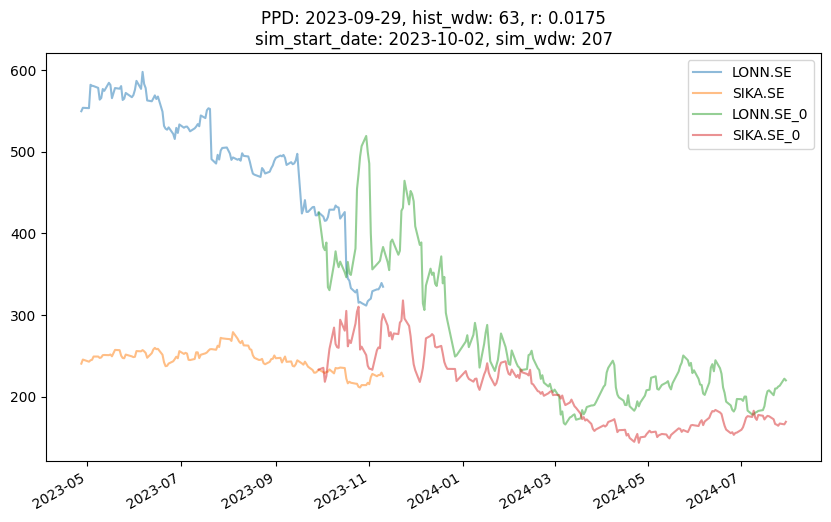 PPD: 2023-09-29, hist_wdw: 63, r: 0.0175
sim_start_date: 2023-10-02, sim_wdw: 207
LONN.SE
SIKA.SE
LONN.SE_0
SIKA.SE_0
600
500
400
300
200
2023-05
2023-07
2023-09
2023-11
2024-01
2024-03
2024-05
2024-07